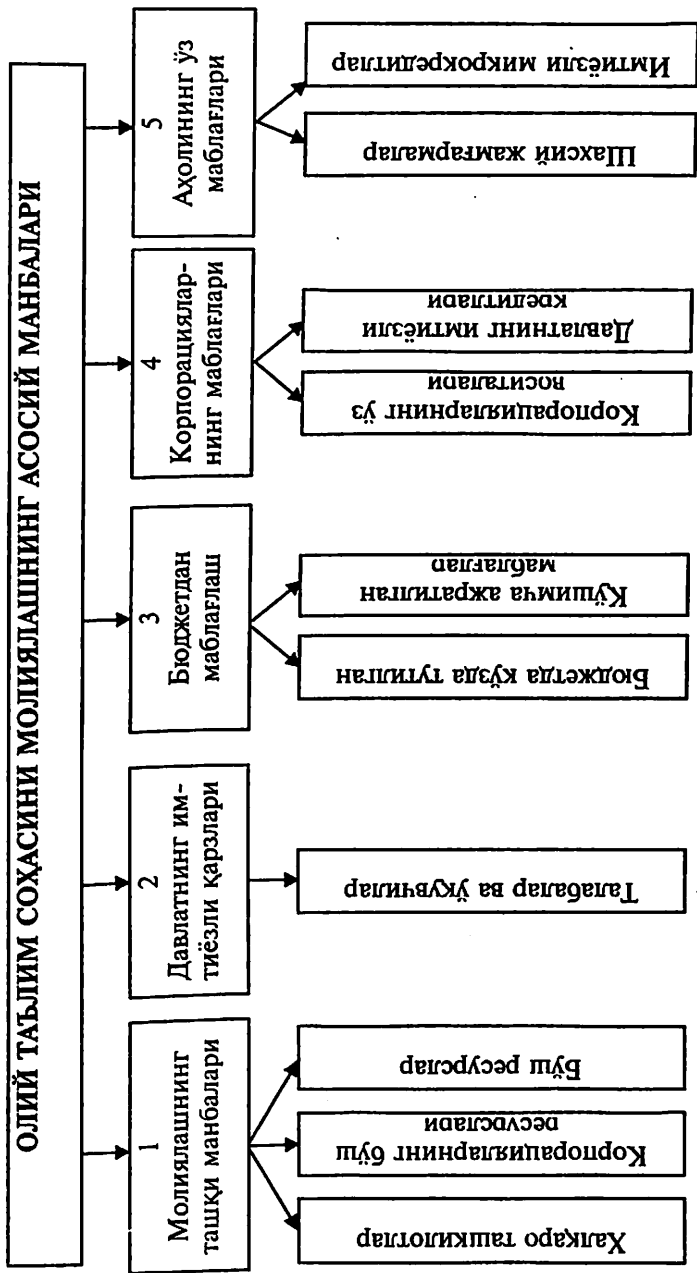 ОЛИЙ ТАЪЛИМ СОҲАСИНИ МОЛИЯЛАШНИНГ АСОСИЙ МАНБАЛАРИ
1
Молиялашнинг
ташқи манбалари
Халқаро ташкилотлар
Корпорацияларнинг бўш
ресурслари
Бўш ресурслар
2
Давлатнинг им-
тиёзли қарзлари
Талабалар ва ўқувчилар
3
Бюджетдан
маблағлаш
Бюджетда кўзда тутилган
Қўшимча ажратилган
маблағлар
4
Корпорациялар-
нинг маблағлари
Корпорацияларнинг ўз
воситалари
Давлатнинг имтиёзли
кредитлари
5
Аҳолининг ўз
маблағлари
Шахсий жамғармалар
Имтиёзли микрокредитлар